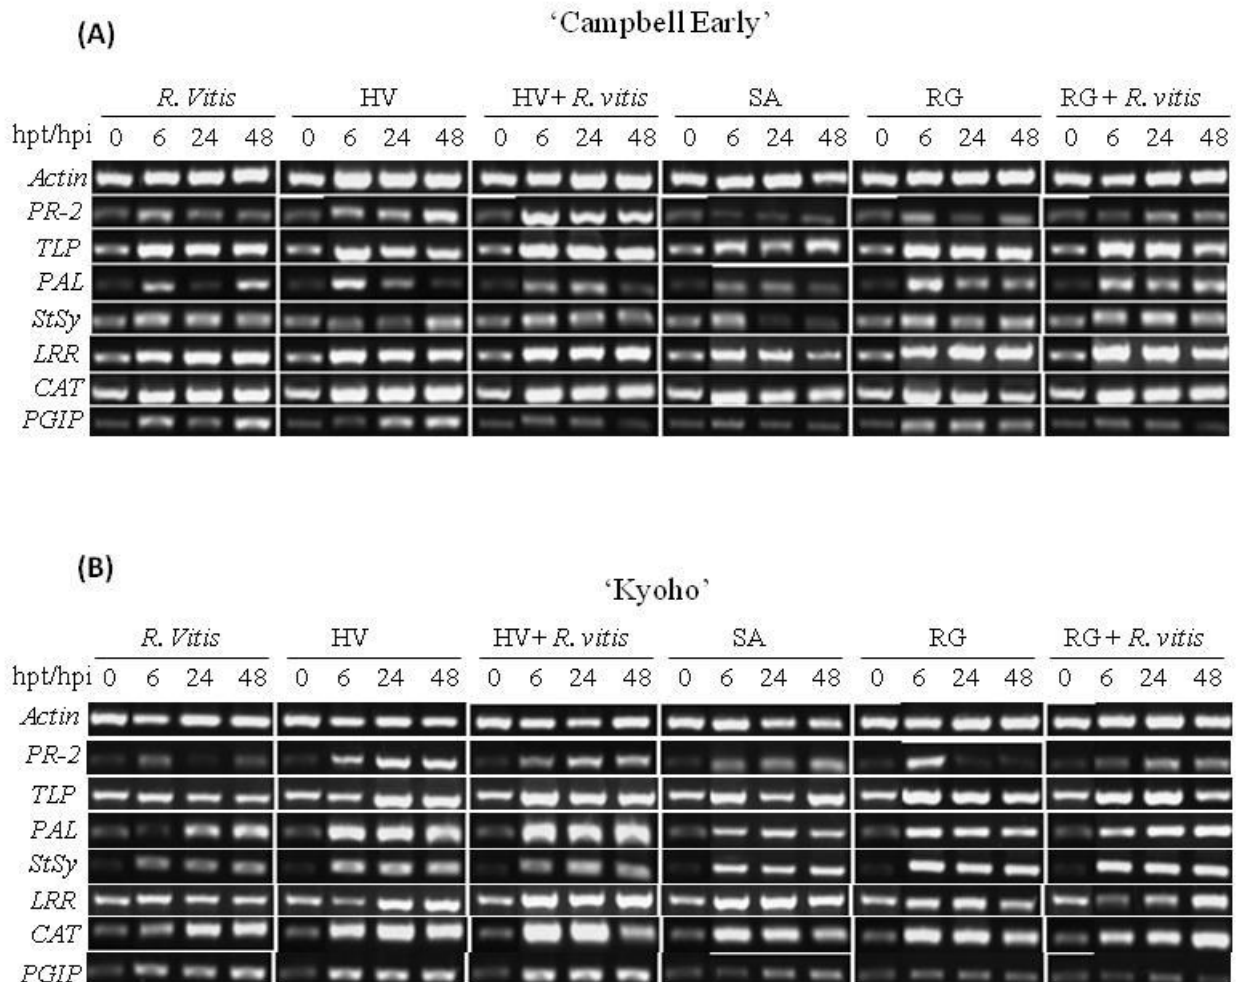 (A)
‘Campbell Early’
R. Vitis HV HV+ R. vitis SA RG RG+ R. vitis
hpt/hpi 0 6 24 48 0 6 24 48 0 6 24 48 0 6 24 48 0 6 24 48 0 6 24 48
Actin
PR-2
TLP
PAL
StSy
LRR
CAT
PGIP
(B)
‘Kyoho’
R. Vitis HV HV+ R. vitis SA RG RG+ R. vitis
hpt/hpi 0 6 24 48 0 6 24 48 0 6 24 48 0 6 24 48 0 6 24 48 0 6 24 48
Actin
PR-2
TLP
PAL
StSy
LRR
CAT
PGIP